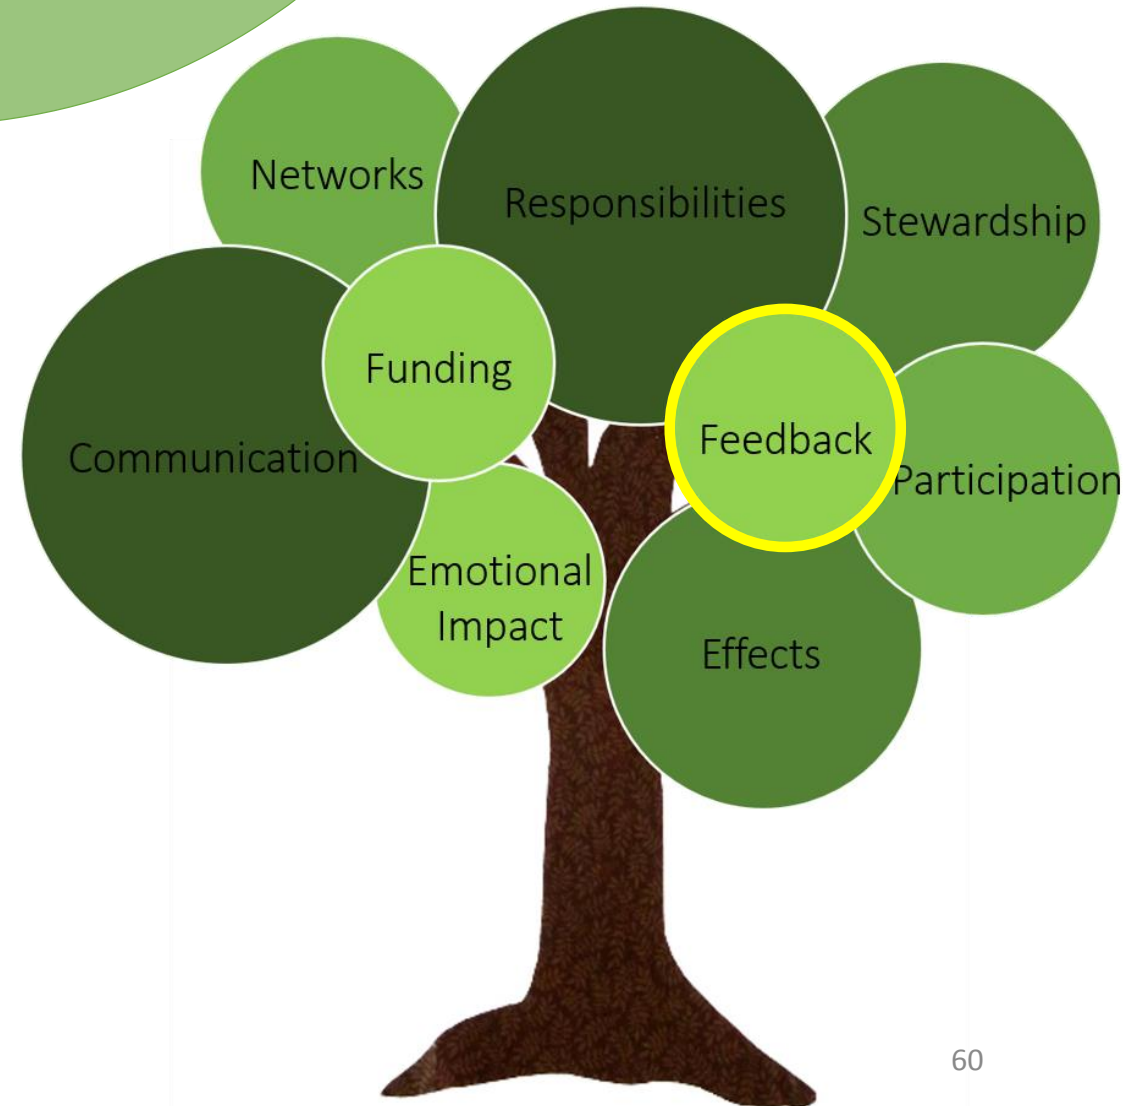 Networks
Responsibilities
Stewardship
Funding
Feedback
Communication
Participation
Emotional
Impact
Effects
60